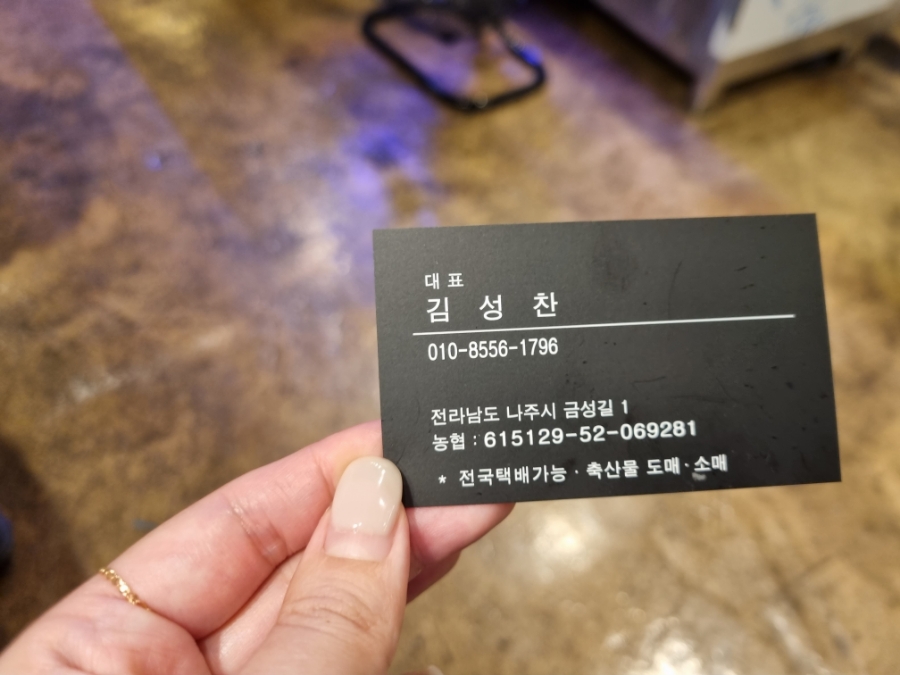 대표
김 성 찬
010-8556-1796
전라남도 나주시 금성길 1
농협 : 615129-52-069281
* 전국택배가능 · 축산물 도매 · 소매